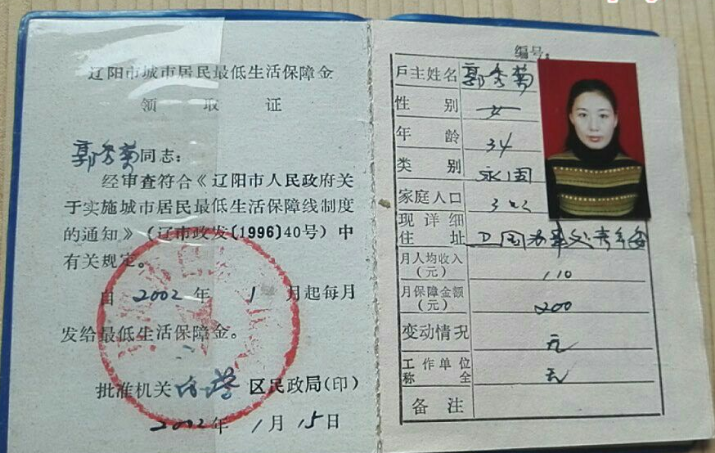 辽阳市城市居民最低生活保障金
领取证
郭秀菊同志:
经审查符合《辽阳市人民政府关
于实施城市居民最低生活保障线制度
的通知》(辽市政发〔1996〕40号)中
有关规定。
自 2002 年 1 月起每月
发给最低生活保障金。
批准机关 区民政局(印)
2002年 1月 15日
编号:
户主姓名 郭秀菊
性别 女
年龄 34
类别
家庭人口 3人
现详细
住址
月人均收入
(元) 110
月保障金额
(元) 200
变动情况 无
工作单位
称全 无
备注